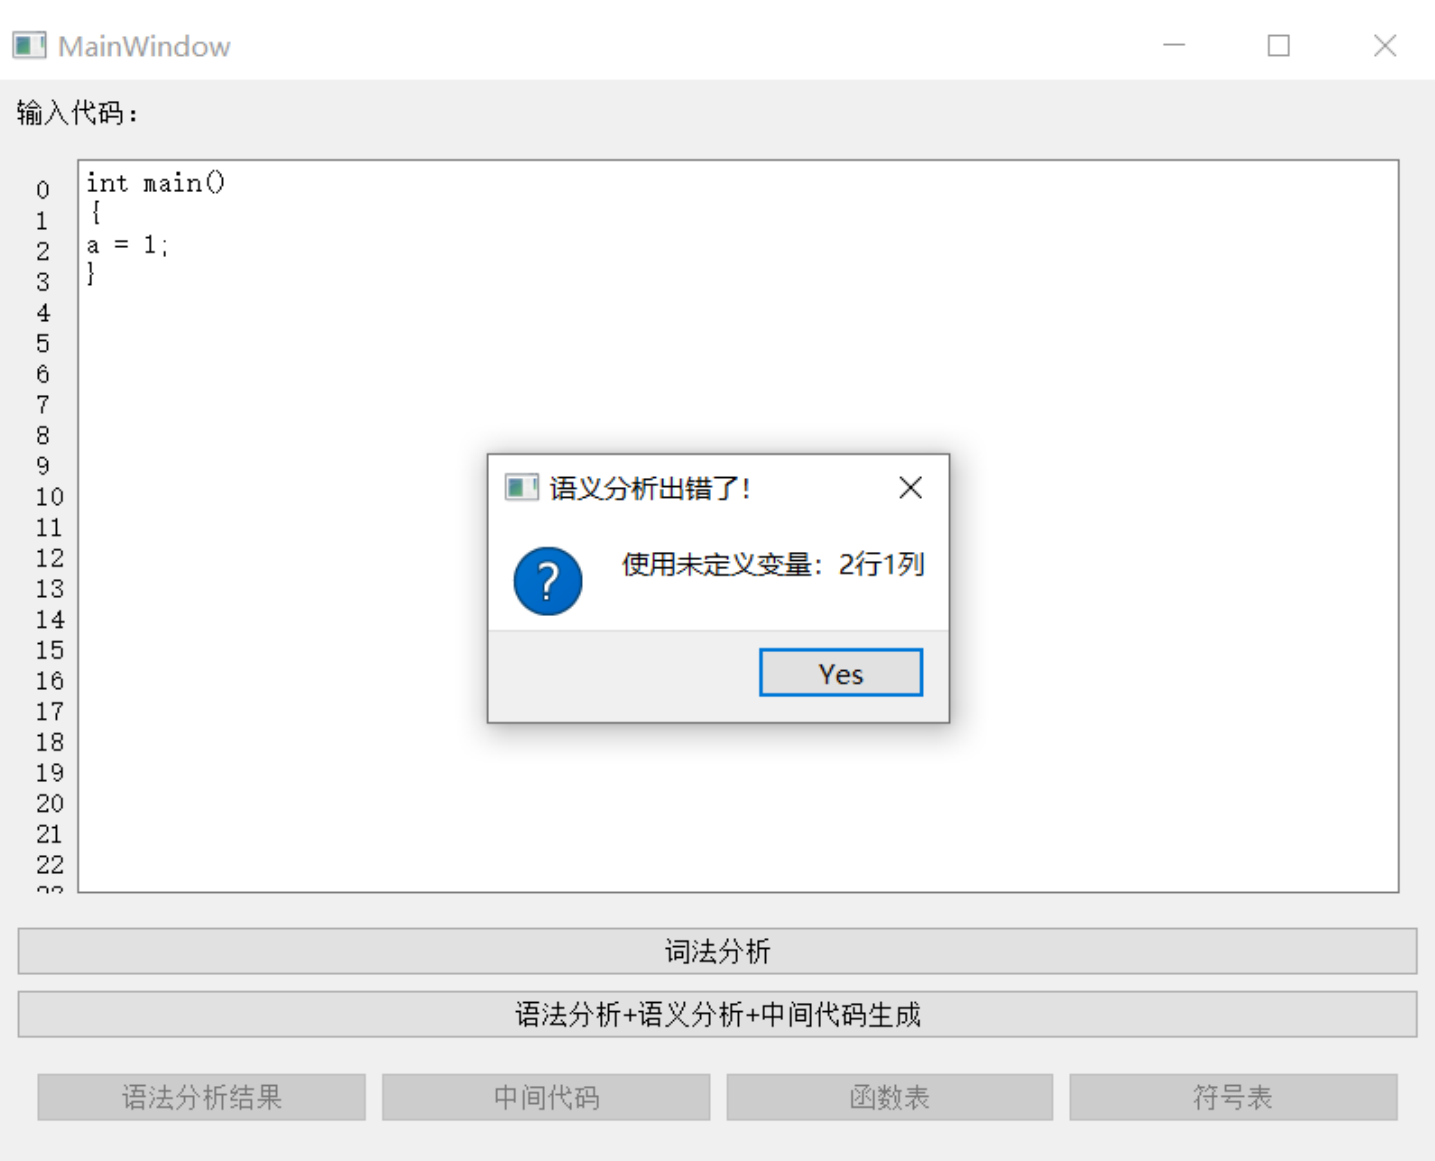 MainWindow
输入代码：
0 int main()
1 {
2 a = 1;
3 }
4
5
6
7
8
9
10
11
12
13
14
15
16
17
18
19
20
21
22
语义分析出错了!
使用未定义变量：2行1列
Yes
词法分析
语法分析+语义分析+中间代码生成
语法分析结果 中间代码 函数表 符号表